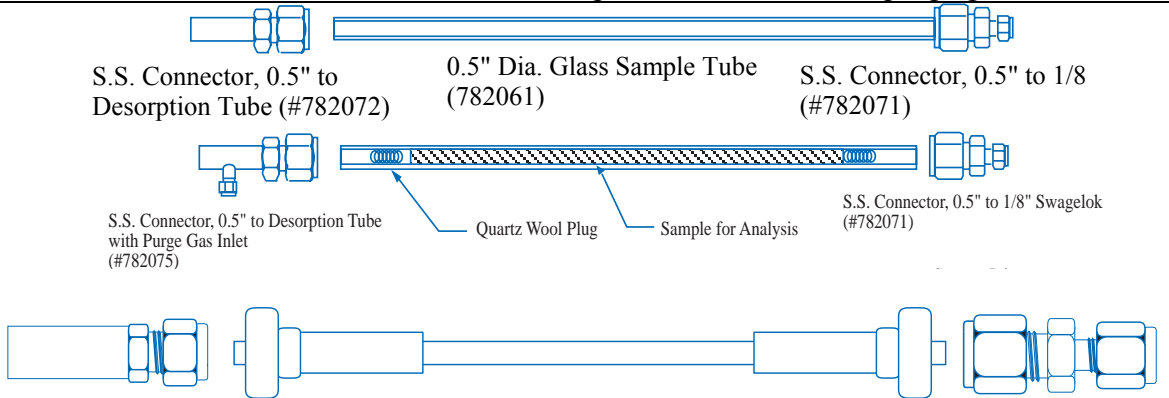 S.S. Connector, 0.5" to
Desorption Tube (#782072)
0.5" Dia. Glass Sample Tube
(782061)
S.S. Connector, 0.5" to 1/8
(#782071)
S.S. Connector, 0.5" to Desorption Tube
with Purge Gas Inlet
(#782075)
Quartz Wool Plug
Sample for Analysis
S.S. Connector, 0.5" to 1/8" Swagelok
(#782071)